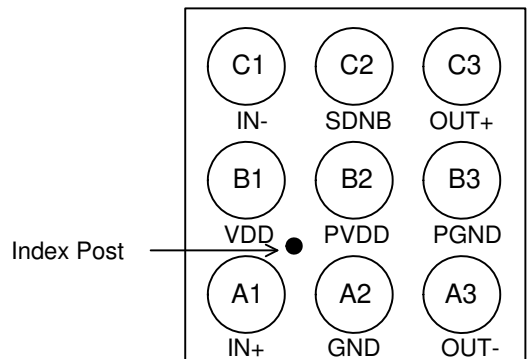 C1 C2 C3
IN- SDNB OUT+
B1 B2 B3
VDD PVDD PGND
Index Post
A1 A2 A3
IN+ GND OUT-